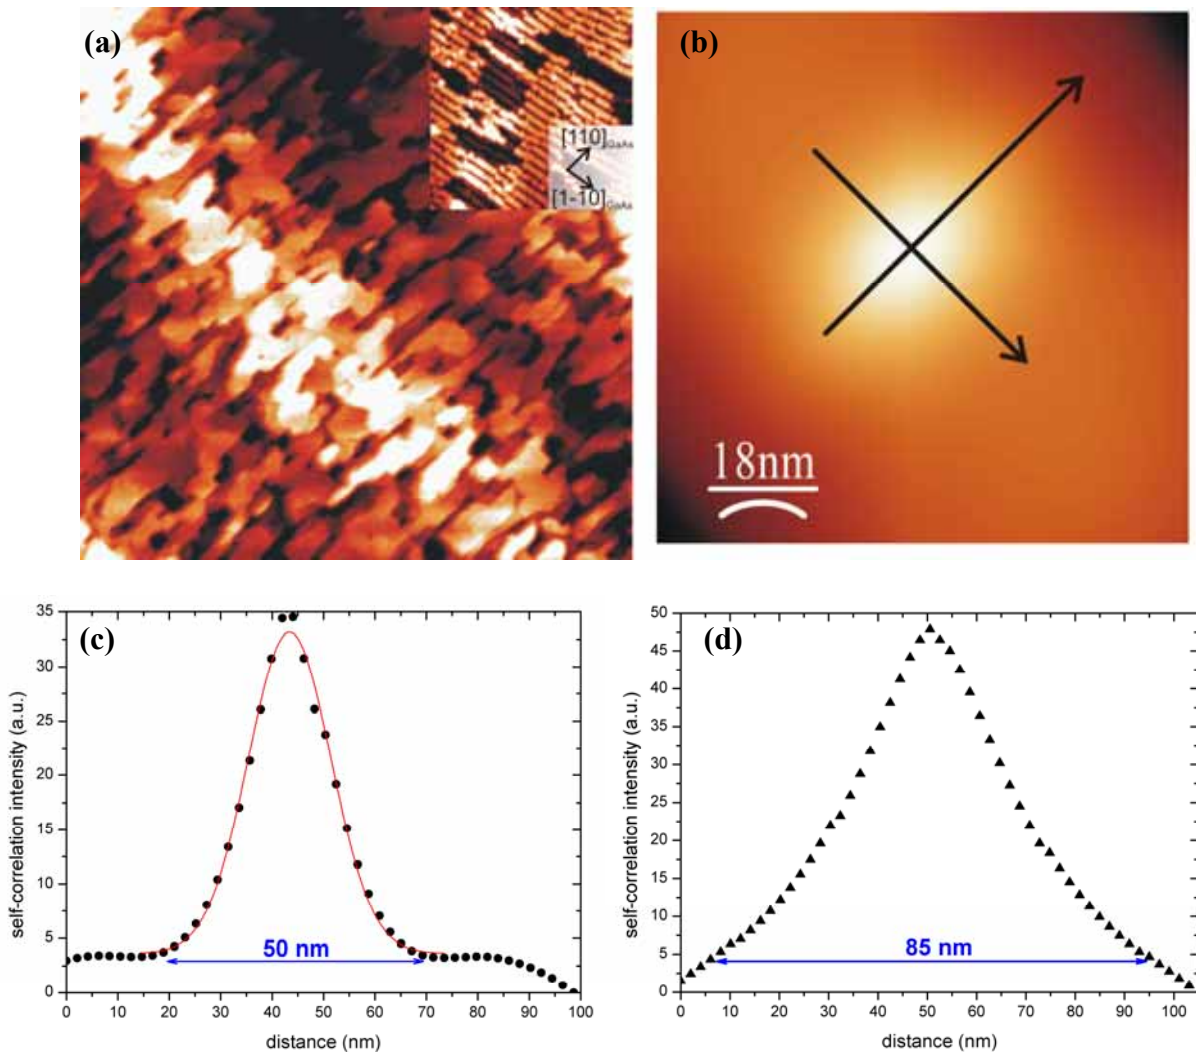 (a)
[110]GaAs
[1-10]GaAs
(b)
18nm
(c)
35
30
25
20
15
10
5
0
self-correlation intensity (a.u.)
50 nm
0 10 20 30 40 50 60 70 80 90 100
distance (nm)
(d)
50
45
40
35
30
25
20
15
10
5
0
self-correlation intensity (a.u.)
85 nm
0 10 20 30 40 50 60 70 80 90 100
distance (nm)